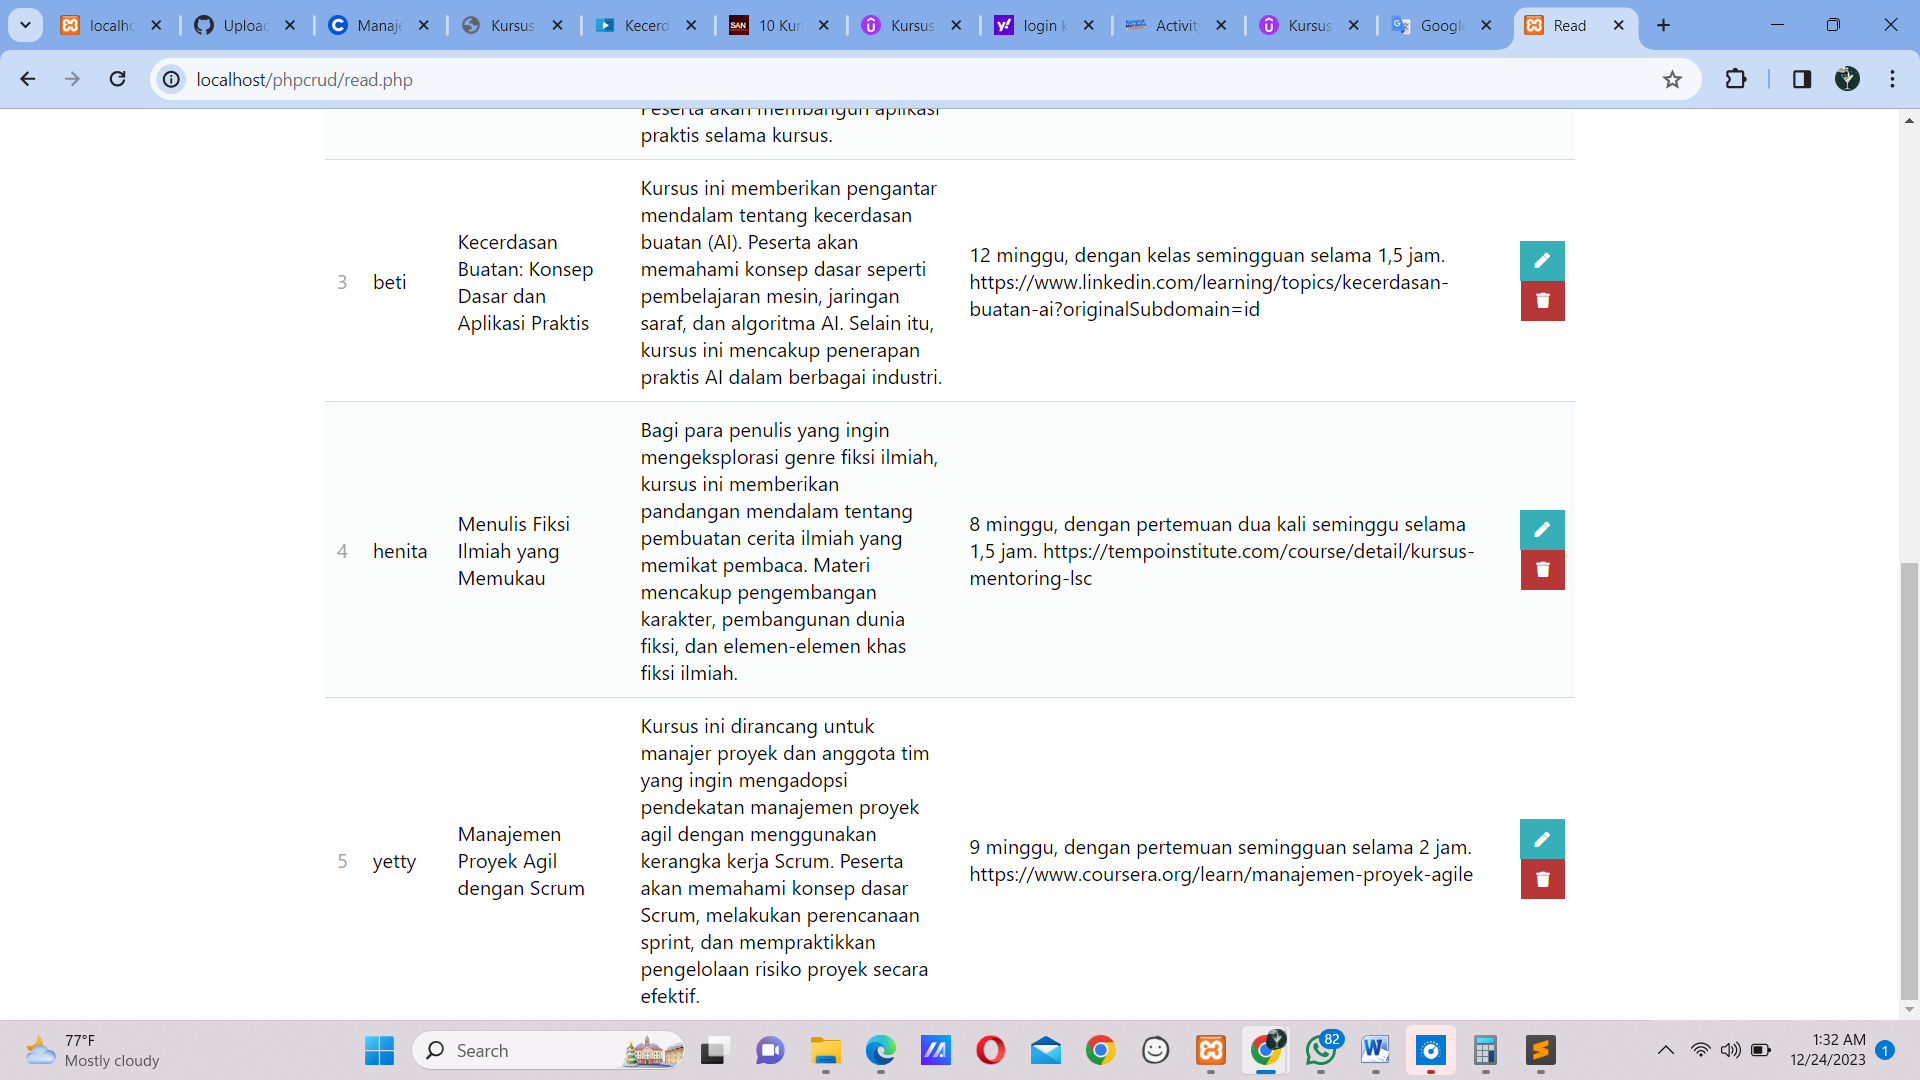 localho
Upload
Manaje
Kursus
Kecerd
10 Kur
Kursus
login k
Activity
Kursus
Google
Read
localhost/phpcrud/read.php
praktis selama kursus.
3
beti
Kecerdasan
Buatan: Konsep
Dasar dan
Aplikasi Praktis
Kursus ini memberikan pengantar
mendalam tentang kecerdasan
buatan (AI). Peserta akan
memahami konsep dasar seperti
pembelajaran mesin, jaringan
saraf, dan algoritma AI. Selain itu,
kursus ini mencakup penerapan
praktis AI dalam berbagai industri.
12 minggu, dengan kelas semingguan selama 1,5 jam.
https://www.linkedin.com/learning/topics/kecerdasan-
buatan-ai?originalSubdomain=id
4
henita
Menulis Fiksi
Ilmiah yang
Memukau
Bagi para penulis yang ingin
mengeksplorasi genre fiksi ilmiah,
kursus ini memberikan
pandangan mendalam tentang
pembuatan cerita ilmiah yang
memikat pembaca. Materi
mencakup pengembangan
karakter, pembangunan dunia
fiksi, dan elemen-elemen khas
fiksi ilmiah.
8 minggu, dengan pertemuan dua kali seminggu selama
1,5 jam. https://tempoinstitute.com/course/detail/kursus-
mentoring-lsc
5
yetty
Manajemen
Proyek Agil
dengan Scrum
Kursus ini dirancang untuk
manajer proyek dan anggota tim
yang ingin mengadopsi
pendekatan manajemen proyek
agil dengan menggunakan
kerangka kerja Scrum. Peserta
akan memahami konsep dasar
Scrum, melakukan perencanaan
sprint, dan mempraktikkan
pengelolaan risiko proyek secara
efektif.
9 minggu, dengan pertemuan semingguan selama 2 jam.
https://www.coursera.org/learn/manajemen-proyek-agile
77°F
Mostly cloudy
Search
82
1:32 AM
12/24/2023
1